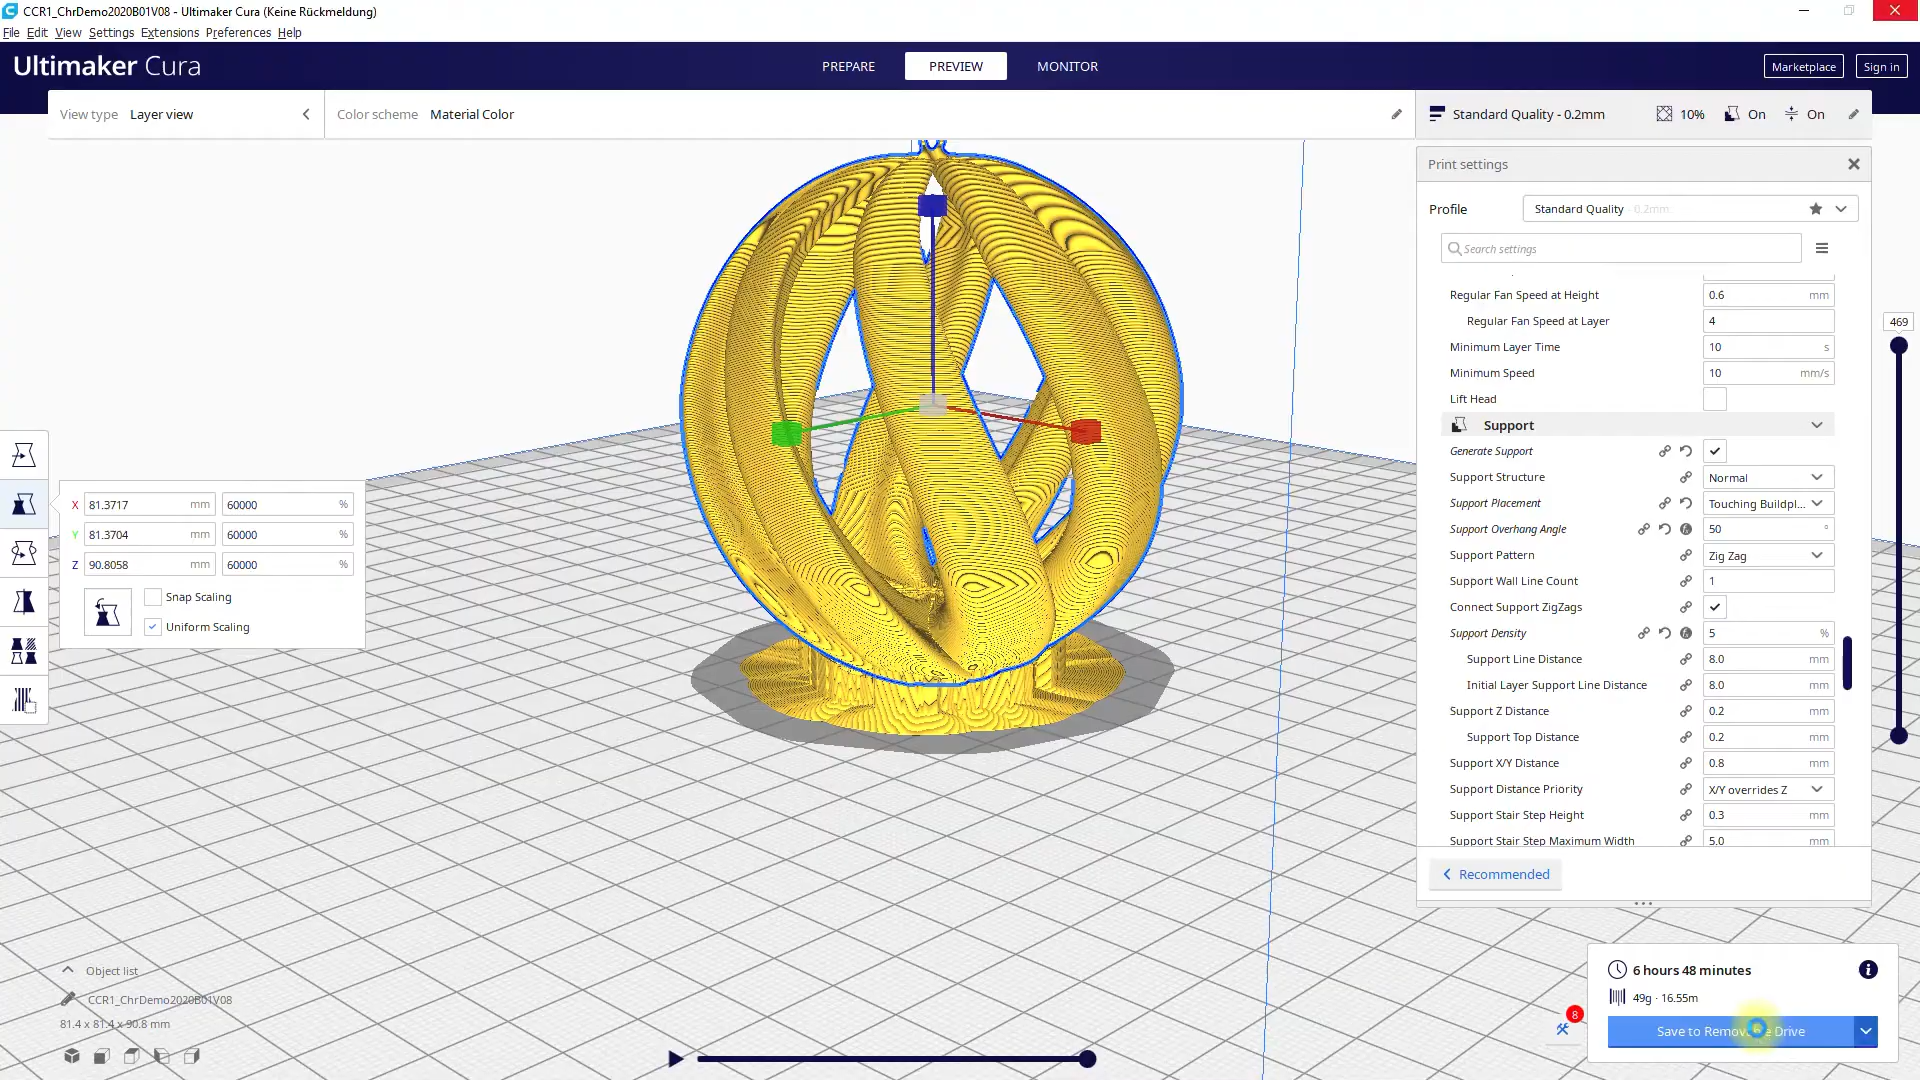 CCR1_ChrDemo2020B01V08 - Ultimaker Cura (Keine Rückmeldung)
File Edit View Settings Extensions Preferences Help
Ultimaker Cura
PREPARE PREVIEW MONITOR
Marketplace Sign in
View type Layer view
Color scheme Material Color
Standard Quality - 0.2mm 10% On On
Print settings
Profile Standard Quality - 0.2mm
Search settings
Regular Fan Speed at Height 0.6 mm
Regular Fan Speed at Layer 4
Minimum Layer Time 10 s
Minimum Speed 10 mm/s
Lift Head
Support
Generate Support
Support Structure Normal
Support Placement Touching Buildpl...
Support Overhang Angle 50 °
Support Pattern Zig Zag
Support Wall Line Count 1
Connect Support ZigZags
Support Density 5 %
Support Line Distance 8.0 mm
Initial Layer Support Line Distance 8.0 mm
Support Z Distance 0.2 mm
Support Top Distance 0.2 mm
Support X/Y Distance 0.8 mm
Support Distance Priority X/Y overrides Z
Support Stair Step Height 0.3 mm
Support Stair Step Maximum Width 5.0 mm
Recommended
469
X 81.3717 mm 60000 %
Y 81.3704 mm 60000 %
Z 90.8058 mm 60000 %
Snap Scaling
Uniform Scaling
Object list
CCR1_ChrDemo2020B01V08
81.4 x 81.4 x 90.8 mm
6 hours 48 minutes
49g · 16.55m
8
Save to Removable Drive